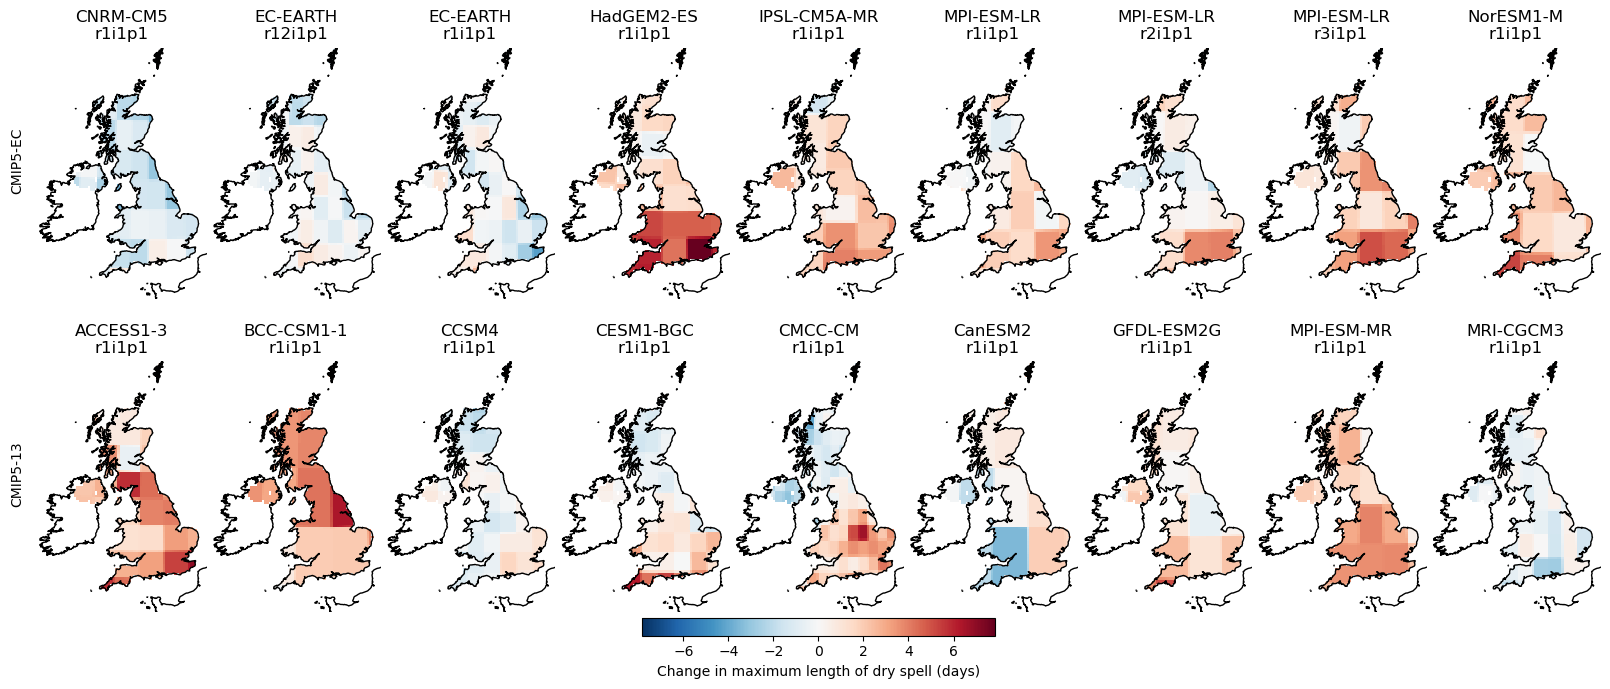 CNRM-CM5
r1i1p1
EC-EARTH
r12i1p1
EC-EARTH
r1i1p1
HadGEM2-ES
r1i1p1
IPSL-CM5A-MR
r1i1p1
MPI-ESM-LR
r1i1p1
MPI-ESM-LR
r2i1p1
MPI-ESM-LR
r3i1p1
NorESM1-M
r1i1p1
CMIP5-EC
ACCESS1-3
r1i1p1
BCC-CSM1-1
r1i1p1
CCSM4
r1i1p1
CESM1-BGC
r1i1p1
CMCC-CM
r1i1p1
CanESM2
r1i1p1
GFDL-ESM2G
r1i1p1
MPI-ESM-MR
r1i1p1
MRI-CGCM3
r1i1p1
CMIP5-13
−6 −4 −2 0 2 4 6
Change in maximum length of dry spell (days)